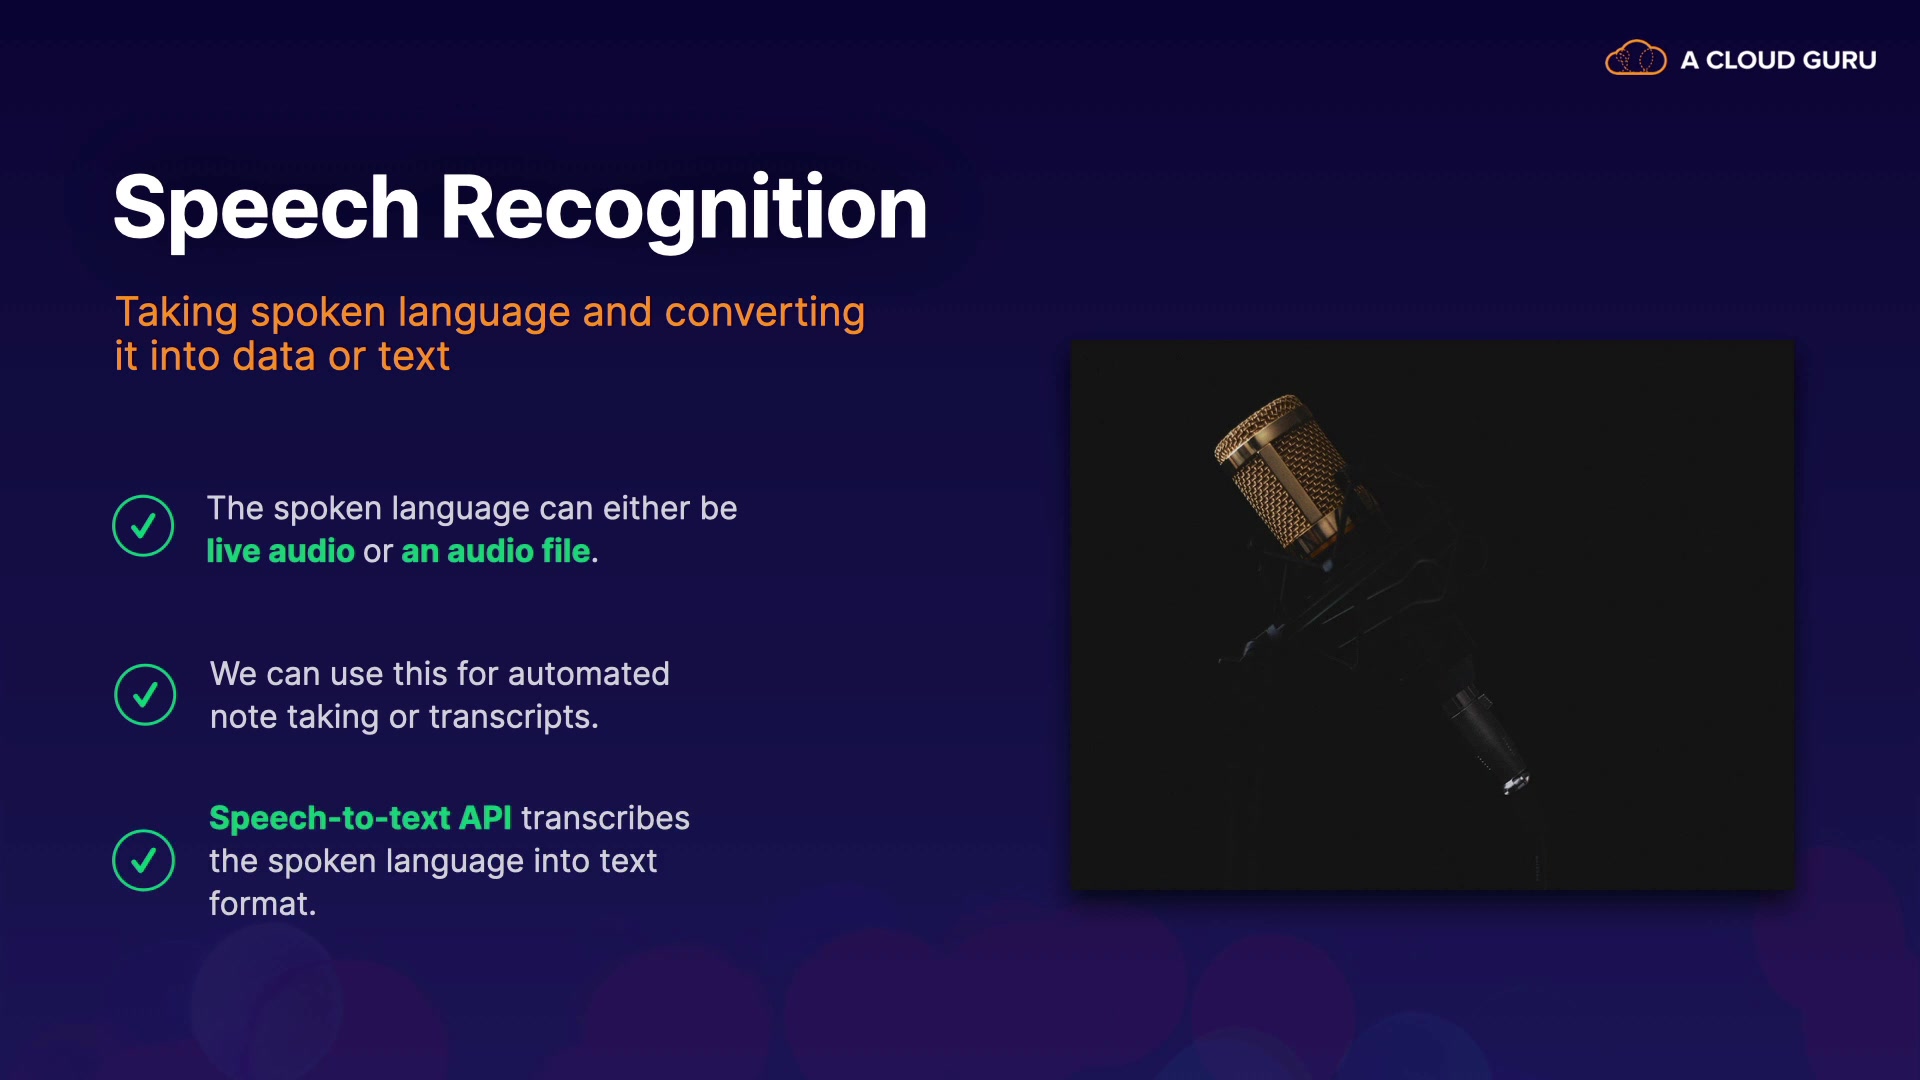 A CLOUD GURU
Speech Recognition
Taking spoken language and converting
it into data or text
The spoken language can either be
live audio or an audio file.
We can use this for automated
note taking or transcripts.
Speech-to-text API transcribes
the spoken language into text
format.